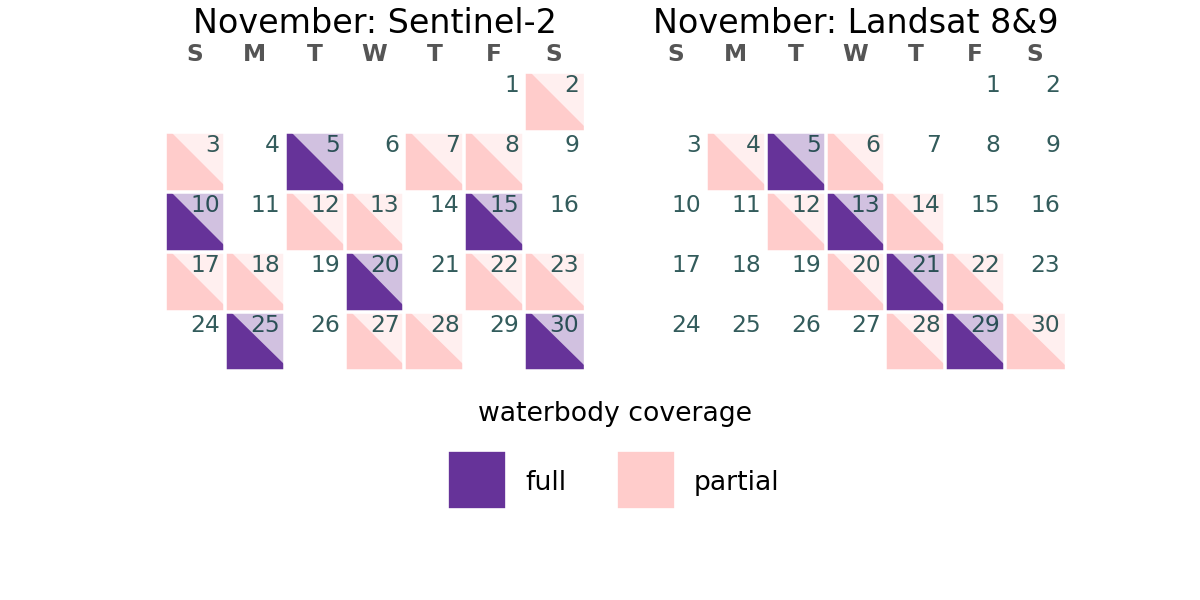 November: Sentinel-2
S M T W T F S
1 2
3 4 5 6 7 8 9
10 11 12 13 14 15 16
17 18 19 20 21 22 23
24 25 26 27 28 29 30
November: Landsat 8&9
S M T W T F S
1 2
3 4 5 6 7 8 9
10 11 12 13 14 15 16
17 18 19 20 21 22 23
24 25 26 27 28 29 30
waterbody coverage
full partial